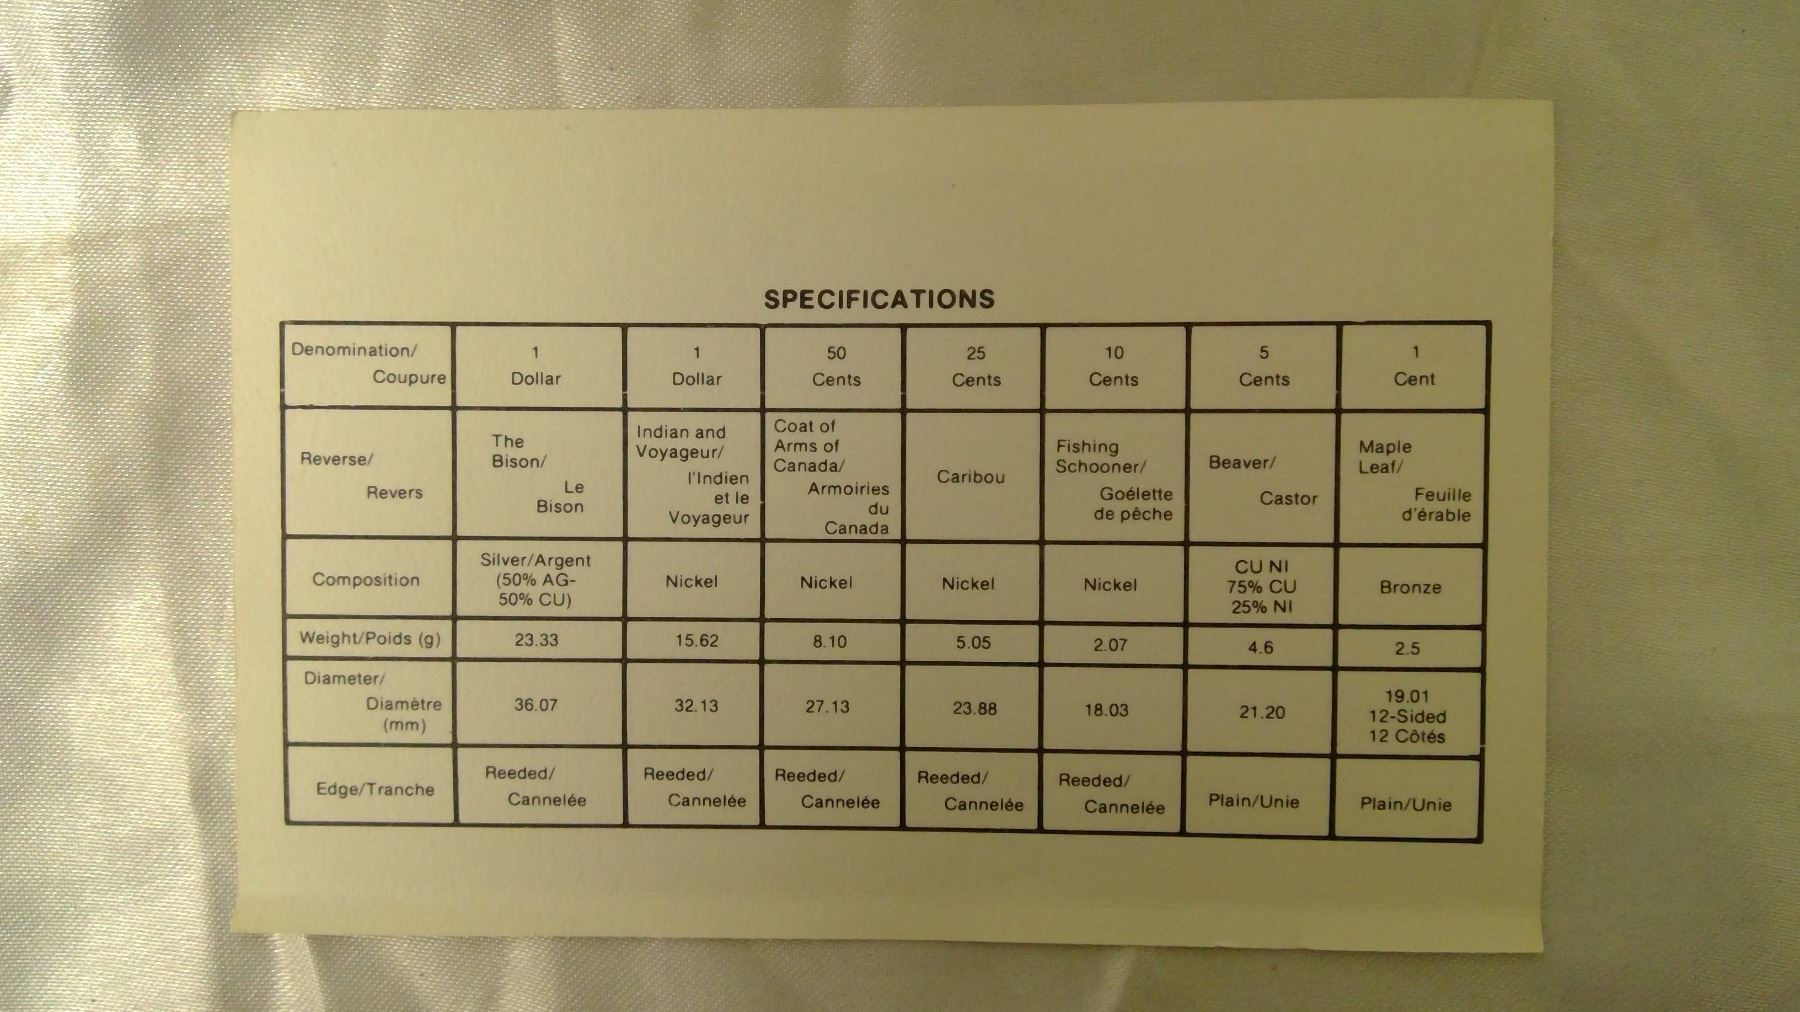 SPECIFICATIONS
Denomination/
Coupure
1
Dollar
1
Dollar
50
Cents
25
Cents
10
Cents
5
Cents
1
Cent
Reverse/
Revers
The
Bison/
Le
Bison
Indian and
Voyageur/
l'Indien
et le
Voyageur
Coat of
Arms of
Canada/
Armoiries
du
Canada
Caribou
Fishing
Schooner/
Goélette
de pêche
Beaver/
Castor
Maple
Leaf/
Feuille
d'érable
Composition
Silver/Argent
(50% AG-
50% CU)
Nickel
Nickel
Nickel
Nickel
CU NI
75% CU
25% NI
Bronze
Weight/Poids (g)
23.33
15.62
8.10
5.05
2.07
4.6
2.5
Diameter/
Diamètre
(mm)
36.07
32.13
27.13
23.88
18.03
21.20
19.01
12-Sided
12 Côtés
Edge/Tranche
Reeded/
Cannelée
Reeded/
Cannelée
Reeded/
Cannelée
Reeded/
Cannelée
Reeded/
Cannelée
Plain/Unie
Plain/Unie